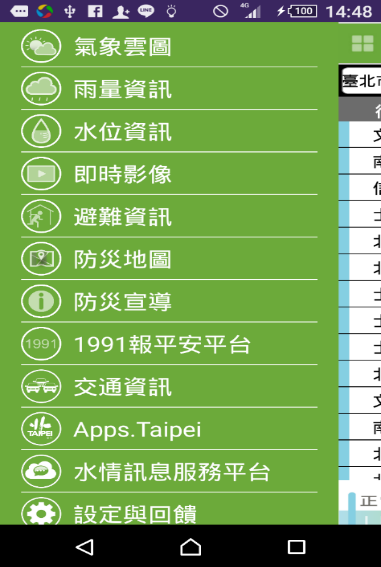 4G 100 14:48
氣象雲圖
雨量資訊
水位資訊
即時影像
避難資訊
防災地圖
防災宣導
1991 1991報平安平台
交通資訊
TAIPEI Apps.Taipei
水情訊息服務平台
設定與回饋
臺北市
文
南
信
士
北
北
士
士
士
北
文
南
北
正